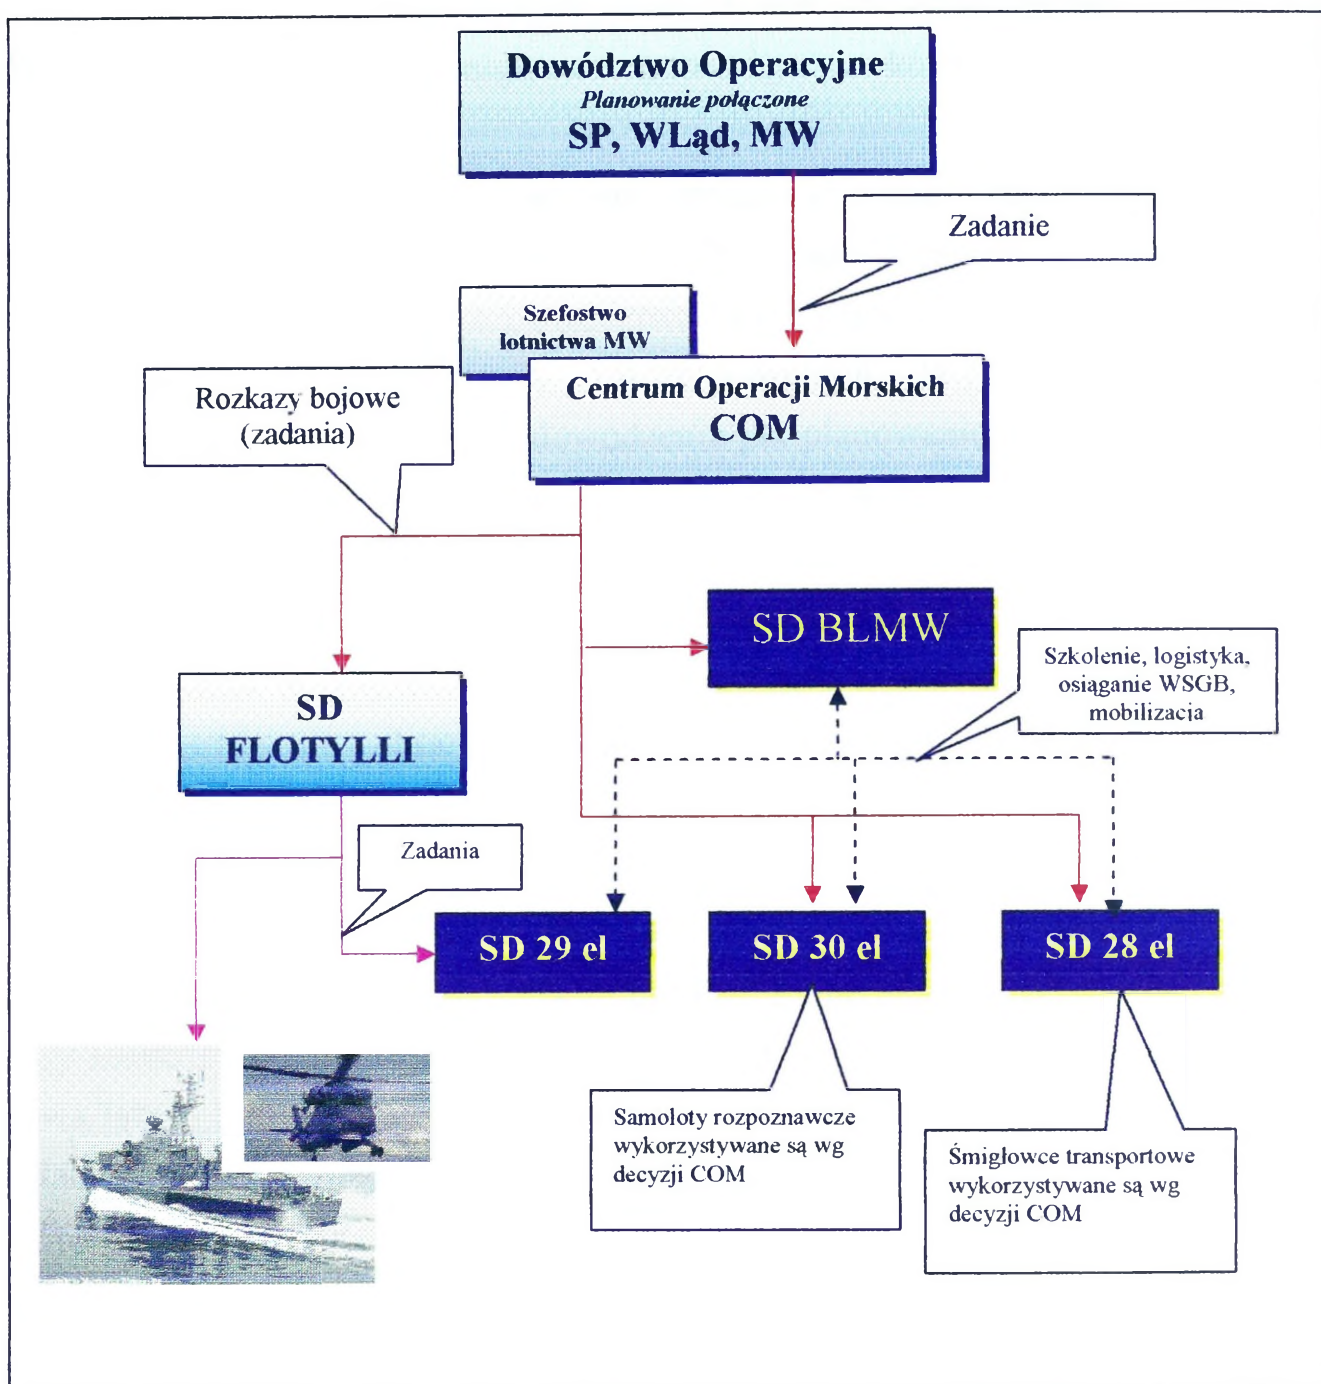 Dowództwo Operacyjne
Planowanie połączone
SP, WLąd, MW
Zadanie
Szefostwo
lotnictwa MW
Centrum Operacji Morskich
COM
Rozkazy bojowe
(zadania)
SD BLMW
Szkolenie, logistyka,
osiąganie WSGB,
mobilizacja
SD
FLOTYLLI
Zadania
SD 29 el
SD 30 el
SD 28 el
Samoloty rozpoznawcze
wykorzystywane są wg
decyzji COM
Śmigłowce transportowe
wykorzystywane są wg
decyzji COM